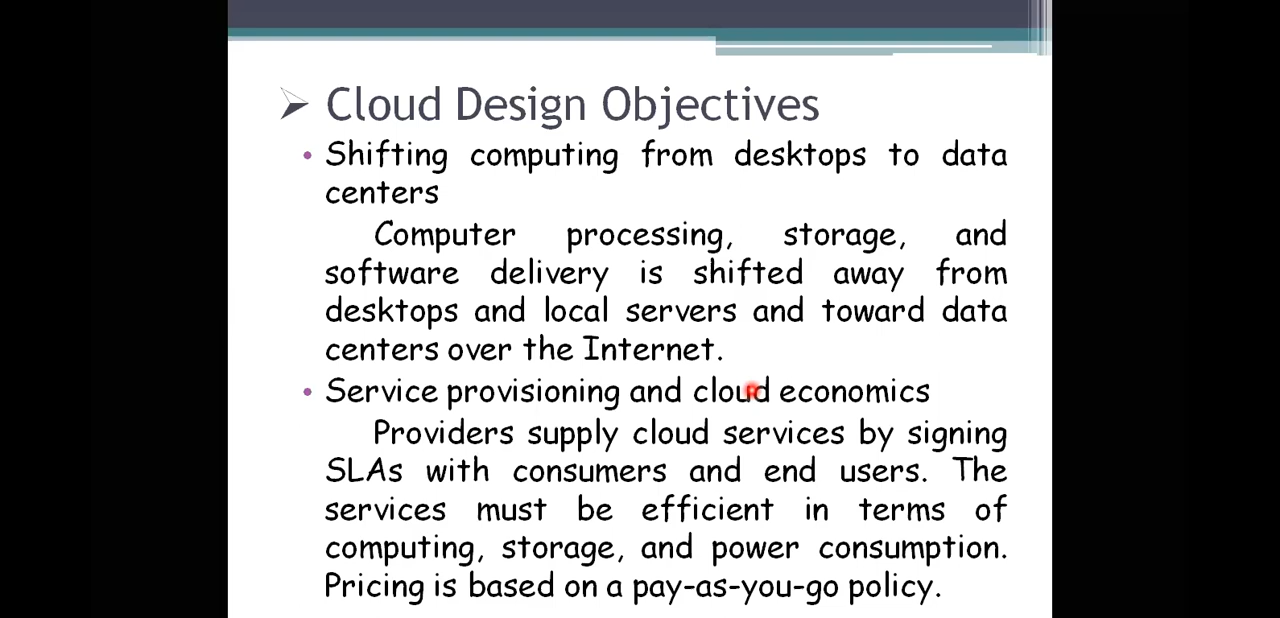 ➢ Cloud Design Objectives
• Shifting computing from desktops to data
centers
Computer processing, storage, and
software delivery is shifted away from
desktops and local servers and toward data
centers over the Internet.
• Service provisioning and cloud economics
Providers supply cloud services by signing
SLAs with consumers and end users. The
services must be efficient in terms of
computing, storage, and power consumption.
Pricing is based on a pay-as-you-go policy.